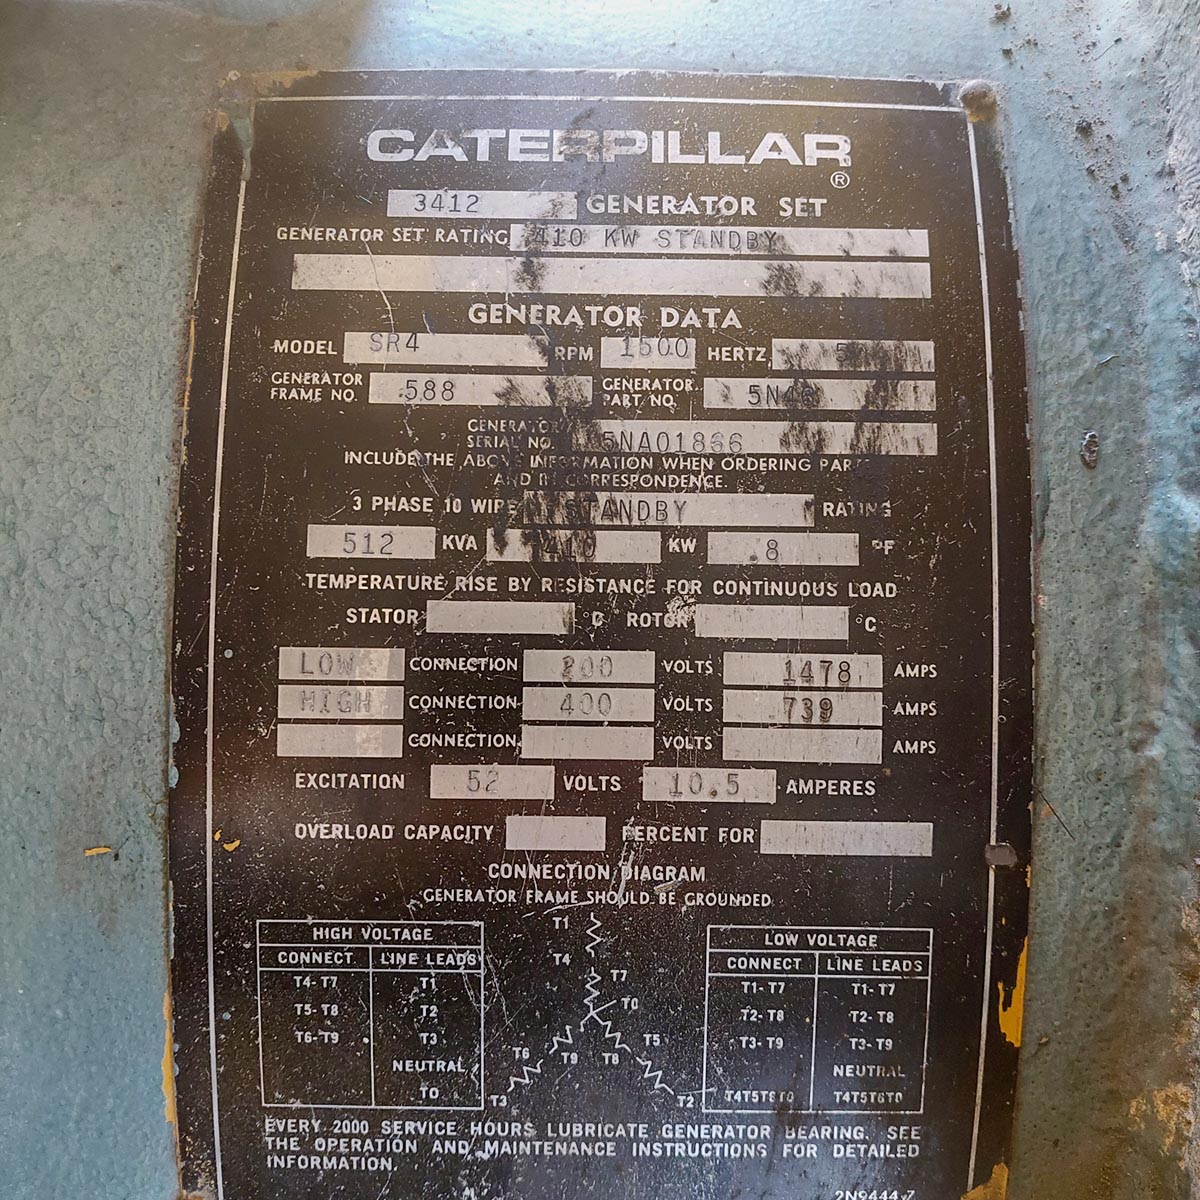 CATERPILLAR
®
3412 GENERATOR SET
GENERATOR SET RATING 410 KW STANDBY
GENERATOR DATA
MODEL SR4 RPM 1500 HERTZ
GENERATOR FRAME NO. 588 GENERATOR PART NO.
GENERATOR SERIAL NO. 5NA01866
INCLUDE THE ABOVE INFORMATION WHEN ORDERING PARTS
AND IN CORRESPONDENCE.
3 PHASE 10 WIRE STANDBY RATING
512 KVA 410 KW .8 PF
TEMPERATURE RISE BY RESISTANCE FOR CONTINUOUS LOAD
STATOR °C ROTOR °C
LOW CONNECTION 200 VOLTS 1478 AMPS
HIGH CONNECTION 400 VOLTS 739 AMPS
CONNECTION VOLTS AMPS
EXCITATION 52 VOLTS 10.5 AMPERES
OVERLOAD CAPACITY PERCENT FOR
CONNECTION DIAGRAM
GENERATOR FRAME SHOULD BE GROUNDED
HIGH VOLTAGE
CONNECT LINE LEADS
T4-T7 T1
T5-T8 T2
T6-T9 T3
NEUTRAL
T0
T1
T4
T7
T0
T6
T9
T8
T5
T3
T2
LOW VOLTAGE
CONNECT LINE LEADS
T1-T7 T1-T7
T2-T8 T2-T8
T3-T9 T3-T9
NEUTRAL
T4T5T6T0 T4T5T6T0
EVERY 2000 SERVICE HOURS LUBRICATE GENERATOR BEARING. SEE
THE OPERATION AND MAINTENANCE INSTRUCTIONS FOR DETAILED
INFORMATION.
2N9444